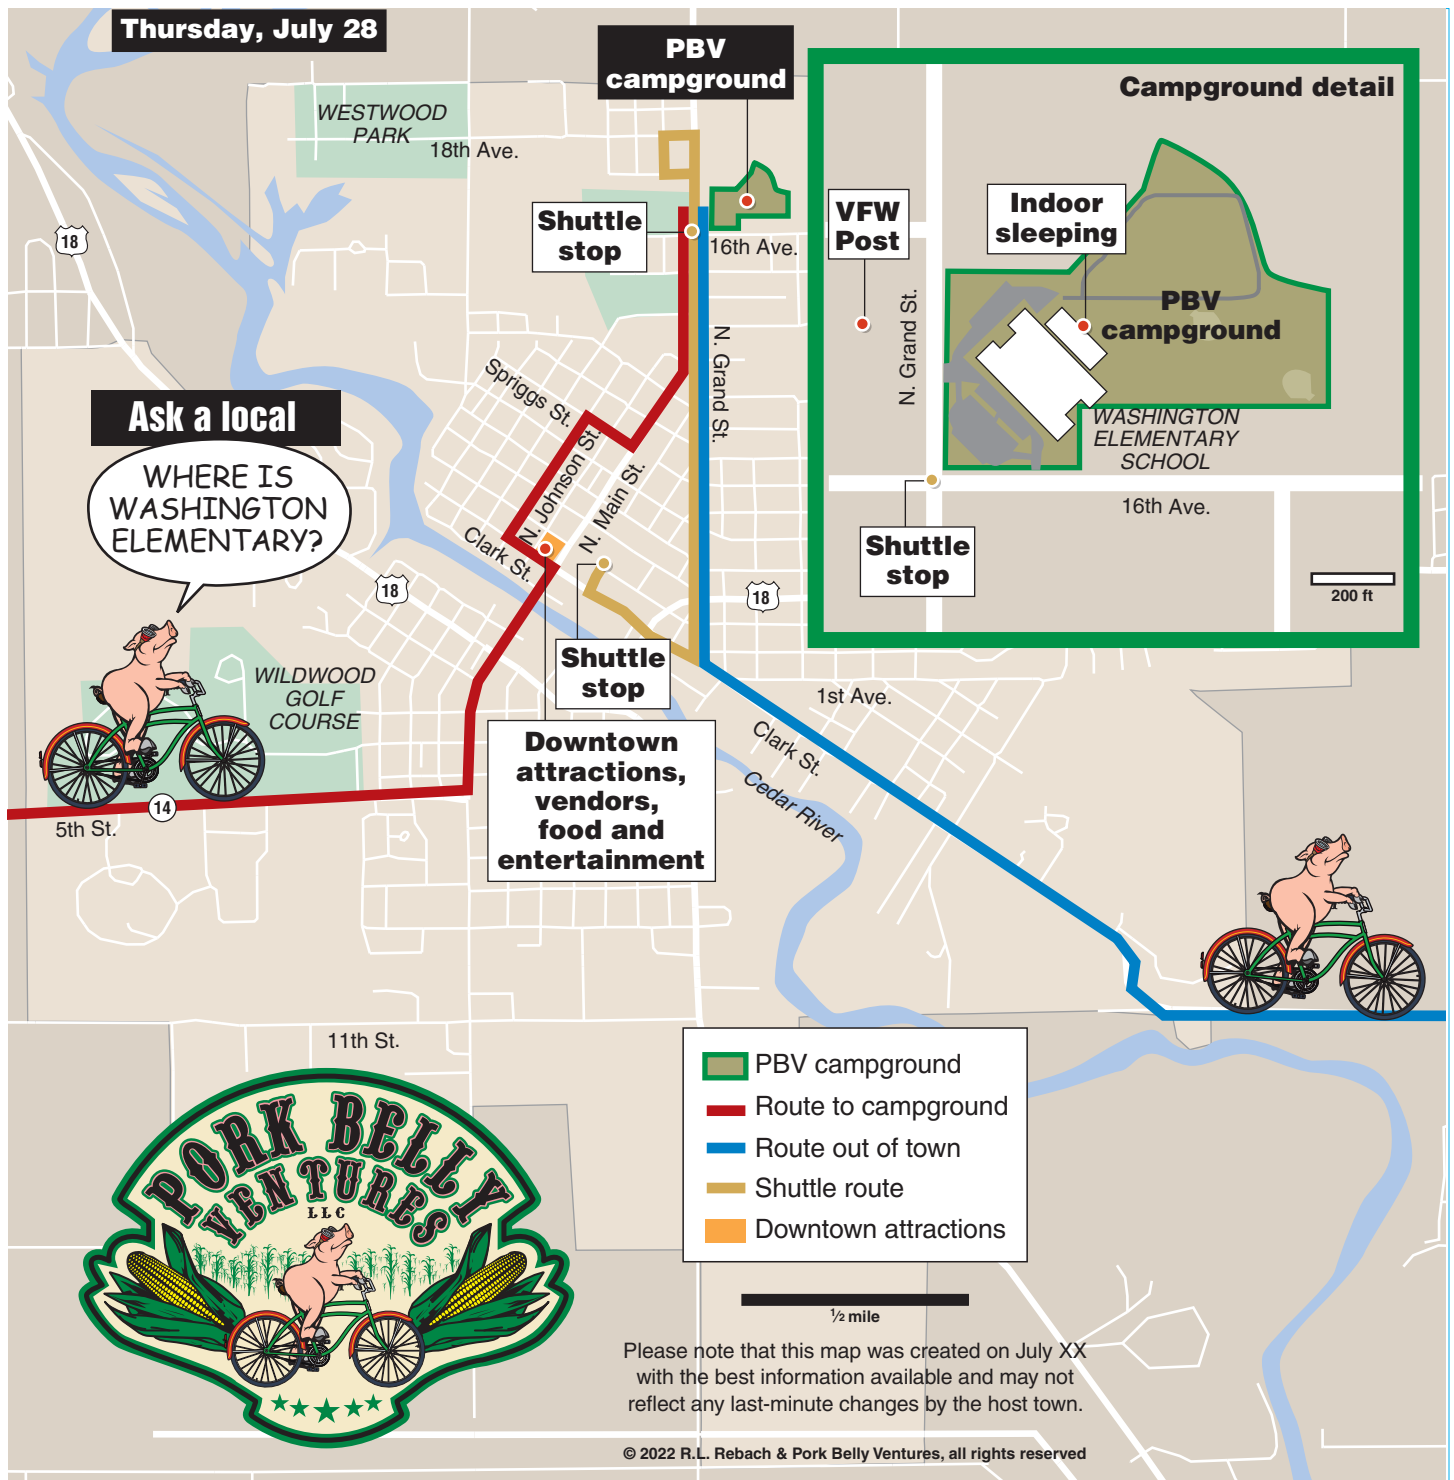 Thursday, July 28
PBV
campground
WESTWOOD
PARK
18th Ave.
18
Shuttle
stop
16th Ave.
N. Grand St.
Spriggs St.
N. Johnson St.
N. Main St.
Clark St.
18
18
Ask a local
WHERE IS
WASHINGTON
ELEMENTARY?
WILDWOOD
GOLF
COURSE
Shuttle
stop
Downtown
attractions,
vendors,
food and
entertainment
14
5th St.
1st Ave.
Clark St.
Cedar River
11th St.
Campground detail
VFW
Post
Indoor
sleeping
N. Grand St.
PBV
campground
WASHINGTON
ELEMENTARY
SCHOOL
16th Ave.
Shuttle
stop
200 ft
PBV campground
Route to campground
Route out of town
Shuttle route
Downtown attractions
½ mile
PORK BELLY
VENTURES
LLC
Please note that this map was created on July XX
with the best information available and may not
reflect any last-minute changes by the host town.
© 2022 R.L. Rebach & Pork Belly Ventures, all rights reserved